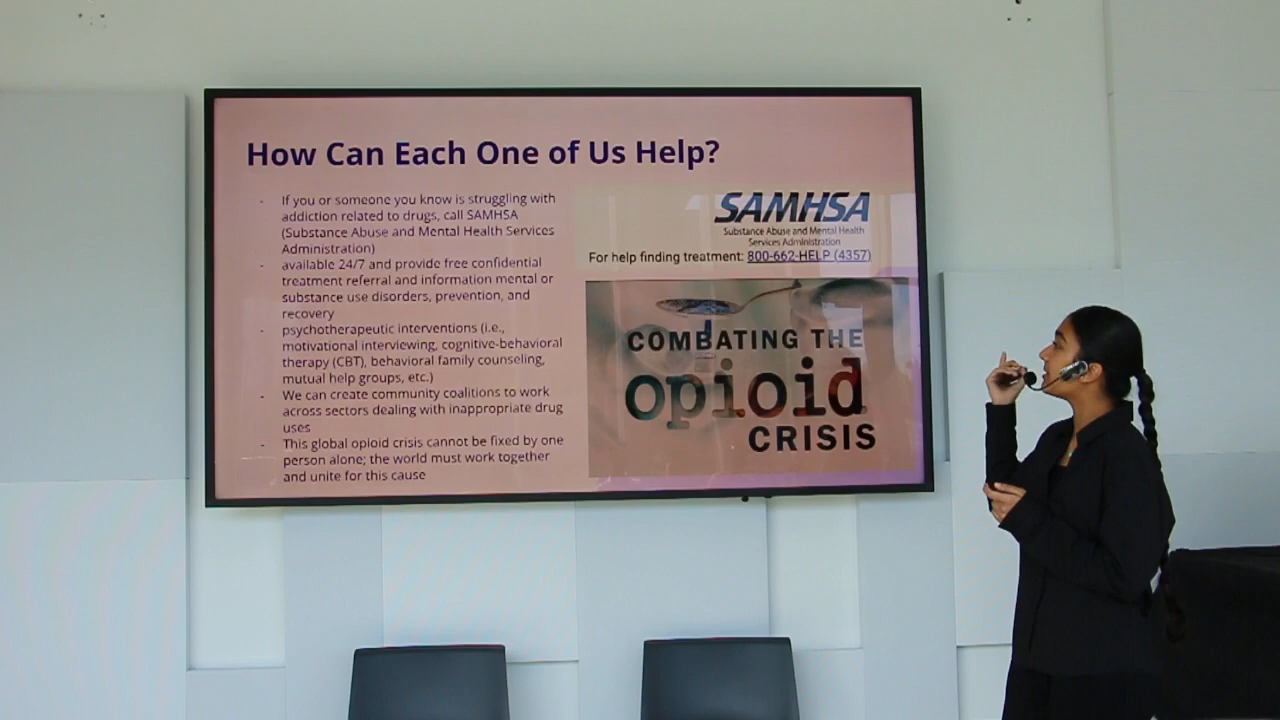 How Can Each One of Us Help?
- If you or someone you know is struggling with
addiction related to drugs, call SAMHSA
(Substance Abuse and Mental Health Services
Administration)
- available 24/7 and provide free confidential
treatment referral and information mental or
substance use disorders, prevention, and
recovery
- psychotherapeutic interventions (i.e.,
motivational interviewing, cognitive-behavioral
therapy (CBT), behavioral family counseling,
mutual help groups, etc.)
- We can create community coalitions to work
across sectors dealing with inappropriate drug
uses
- This global opioid crisis cannot be fixed by one
person alone; the world must work together
and unite for this cause
SAMHSA
Substance Abuse and Mental Health
Services Administration
For help finding treatment: 800-662-HELP (4357)
COMBATING THE
opioid
CRISIS